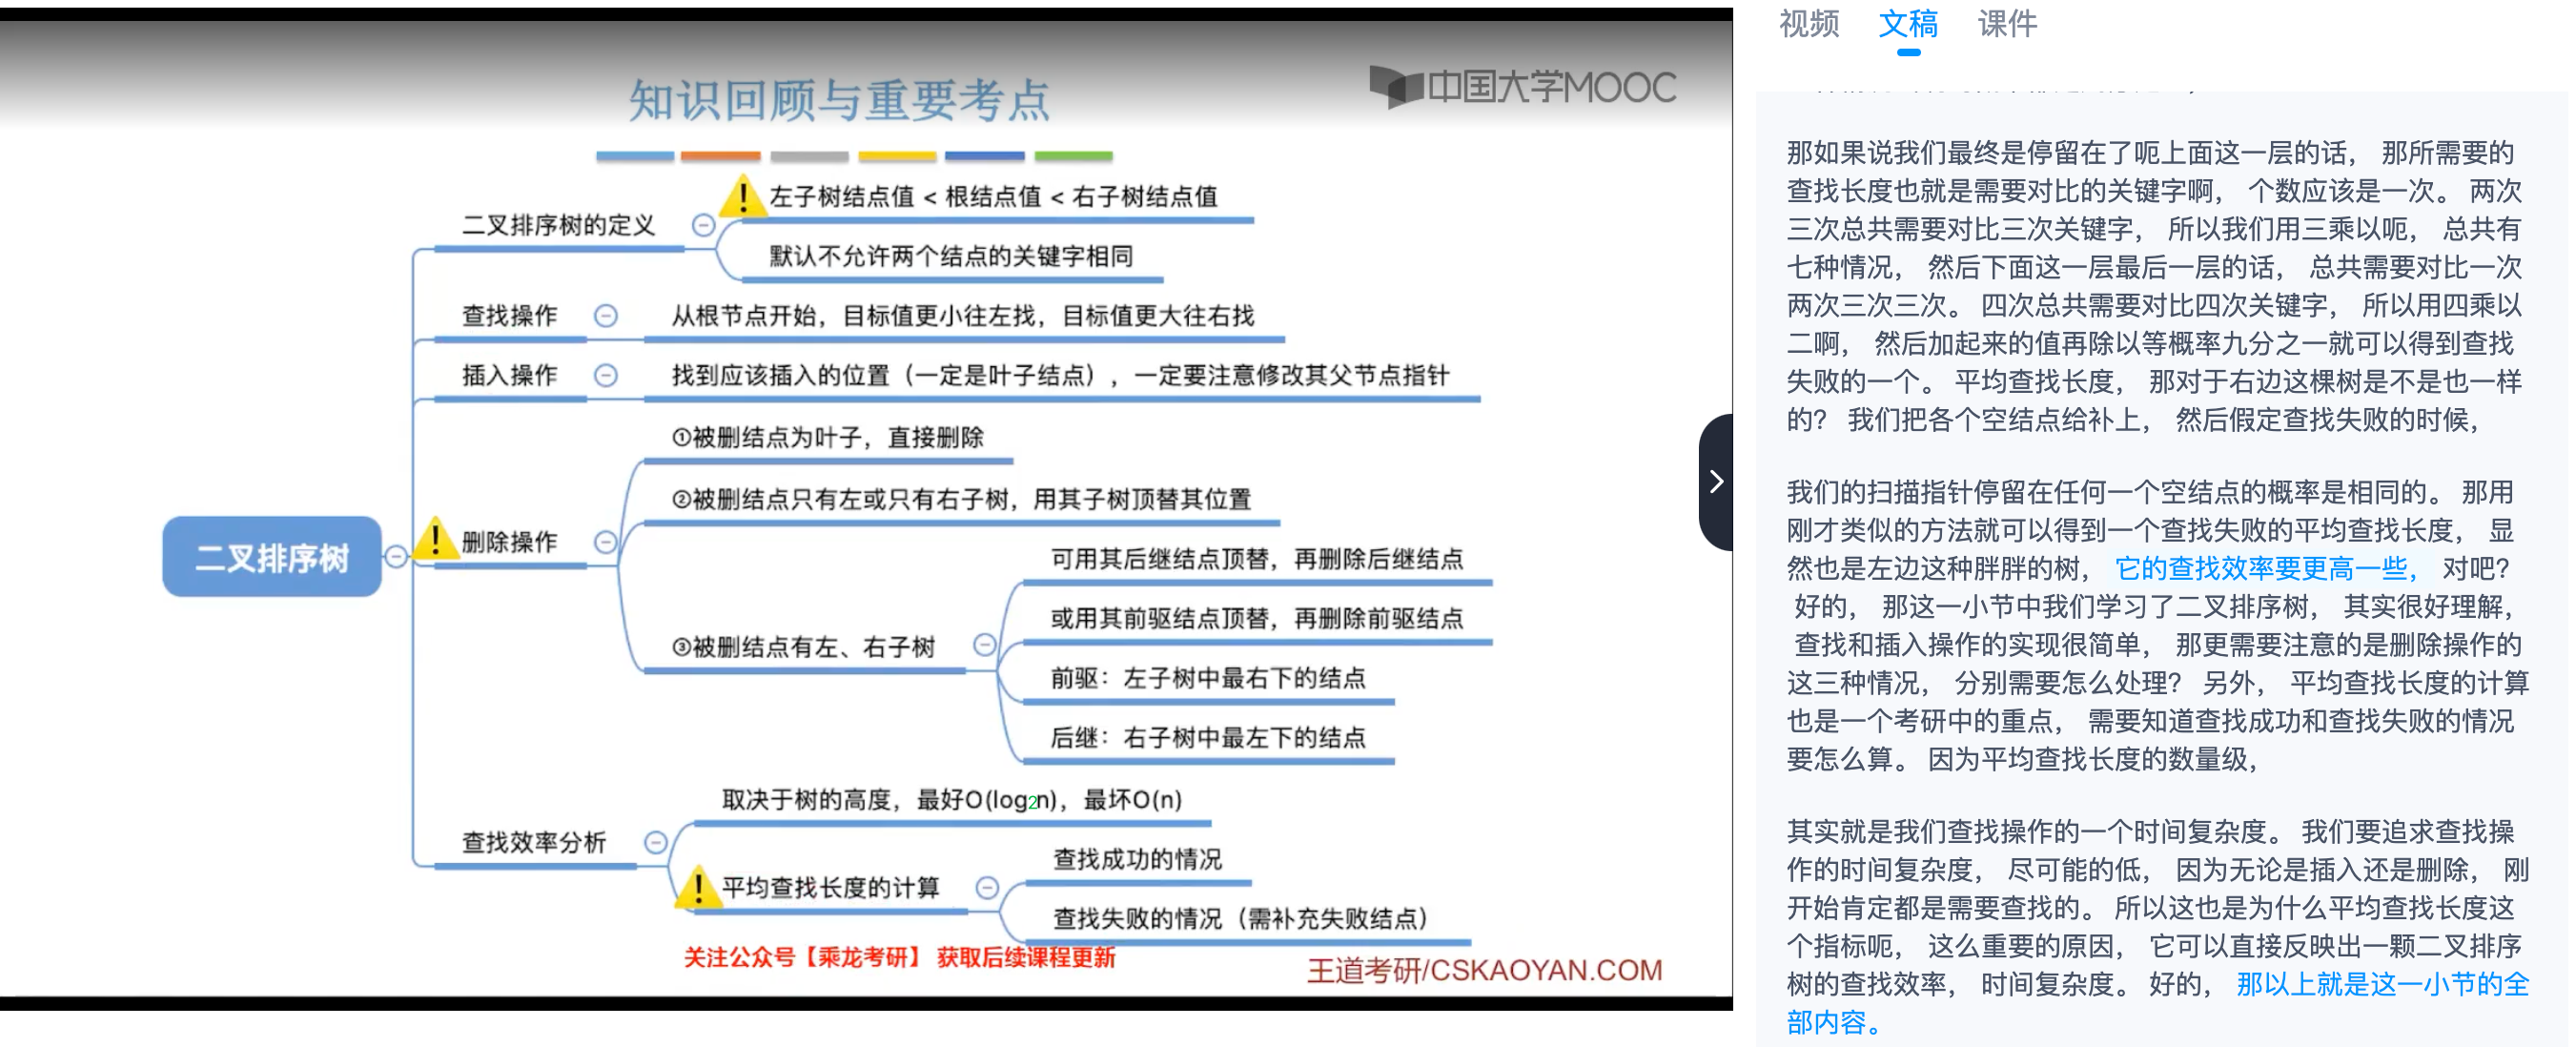 知识回顾与重要考点
中国大学MOOC
二叉排序树
二叉排序树的定义
左子树结点值 < 根结点值 < 右子树结点值
默认不允许两个结点的关键字相同
查找操作
从根节点开始，目标值更小往左找，目标值更大往右找
插入操作
找到应该插入的位置（一定是叶子结点），一定要注意修改其父节点指针
删除操作
①被删结点为叶子，直接删除
②被删结点只有左或只有右子树，用其子树顶替其位置
③被删结点有左、右子树
可用其后继结点顶替，再删除后继结点
或用其前驱结点顶替，再删除前驱结点
前驱：左子树中最右下的结点
后继：右子树中最左下的结点
查找效率分析
取决于树的高度，最好O(log2n)，最坏O(n)
平均查找长度的计算
查找成功的情况
查找失败的情况（需补充失败结点）
关注公众号【乘龙考研】 获取后续课程更新
王道考研/CSKAOYAN.COM
视频 文稿 课件
那如果说我们最终是停留在了呃上面这一层的话， 那所需要的
查找长度也就是需要对比的关键字啊， 个数应该是一次。 两次
三次总共需要对比三次关键字， 所以我们用三乘以呃， 总共有
七种情况， 然后下面这一层最后一层的话， 总共需要对比一次
两次三次三次。 四次总共需要对比四次关键字， 所以用四乘以
二啊， 然后加起来的值再除以等概率九分之一就可以得到查找
失败的一个。 平均查找长度， 那对于右边这棵树是不是也一样
的？ 我们把各个空结点给补上， 然后假定查找失败的时候，
我们的扫描指针停留在任何一个空结点的概率是相同的。 那用
刚才类似的方法就可以得到一个查找失败的平均查找长度， 显
然也是左边这种胖胖的树， 它的查找效率要更高一些， 对吧？
好的， 那这一小节中我们学习了二叉排序树， 其实很好理解，
查找和插入操作的实现很简单， 那更需要注意的是删除操作的
这三种情况， 分别需要怎么处理？ 另外， 平均查找长度的计算
也是一个考研中的重点， 需要知道查找成功和查找失败的情况
要怎么算。 因为平均查找长度的数量级，
其实就是我们查找操作的一个时间复杂度。 我们要追求查找操
作的时间复杂度， 尽可能的低， 因为无论是插入还是删除， 刚
开始肯定都是需要查找的。 所以这也是为什么平均查找长度这
个指标呃， 这么重要的原因， 它可以直接反映出一颗二叉排序
树的查找效率， 时间复杂度。 好的， 那以上就是这一小节的全
部内容。